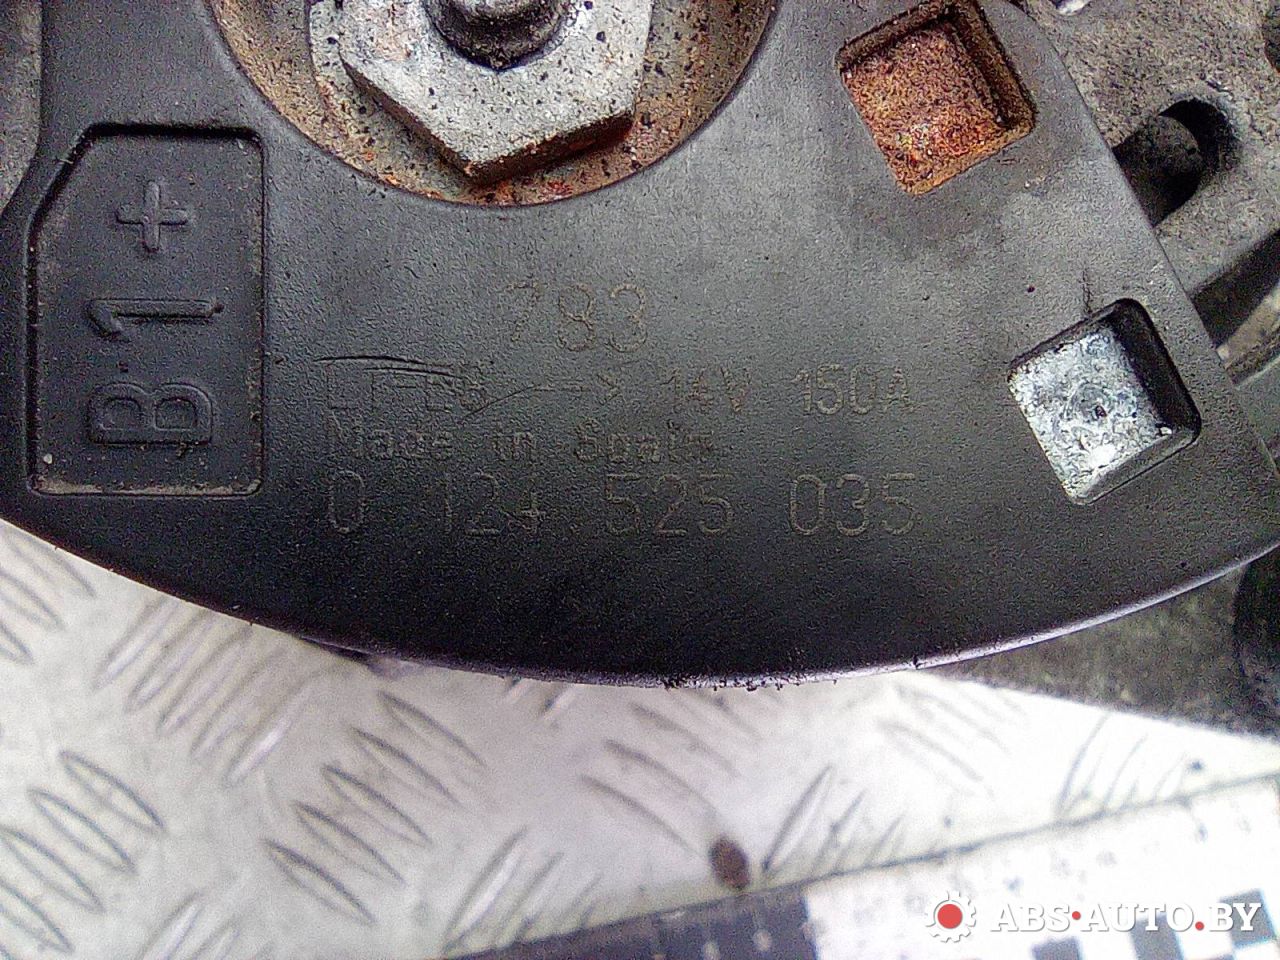 B1+
783
14V 150A
Made in Spain
0 124 525 035
ABS-AUTO.BY